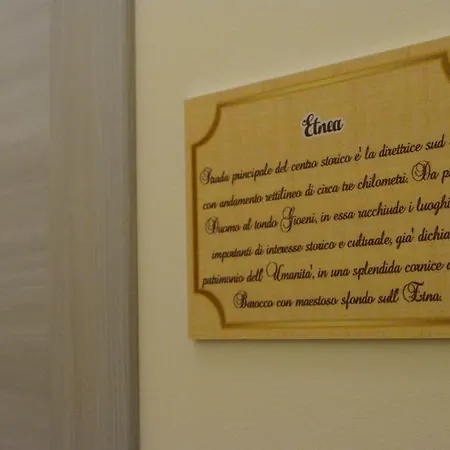 Etnea
Strada principale del centro storico e' la direttrice sud
con andamento rettilineo di circa tre chilometri. Da
Duomo al tondo Gioeni, in essa racchiude i luoghi
importanti di interesse storico e culturale, gia' dichia
patrimonio dell' Umanita', in una splendida cornice
Barocco con maestoso sfondo sull' Etna.